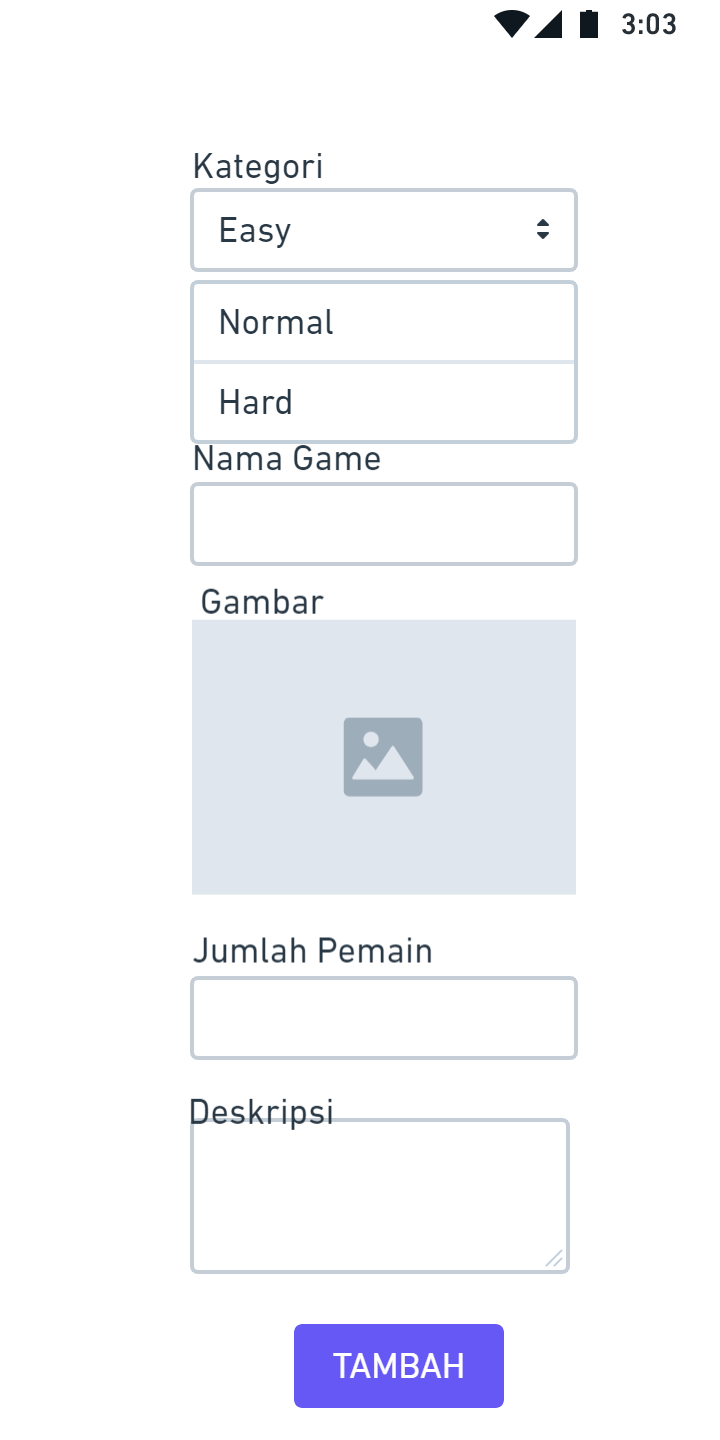 3:03
Kategori
Easy
Normal
Hard
Nama Game
Gambar
Jumlah Pemain
Deskripsi
TAMBAH